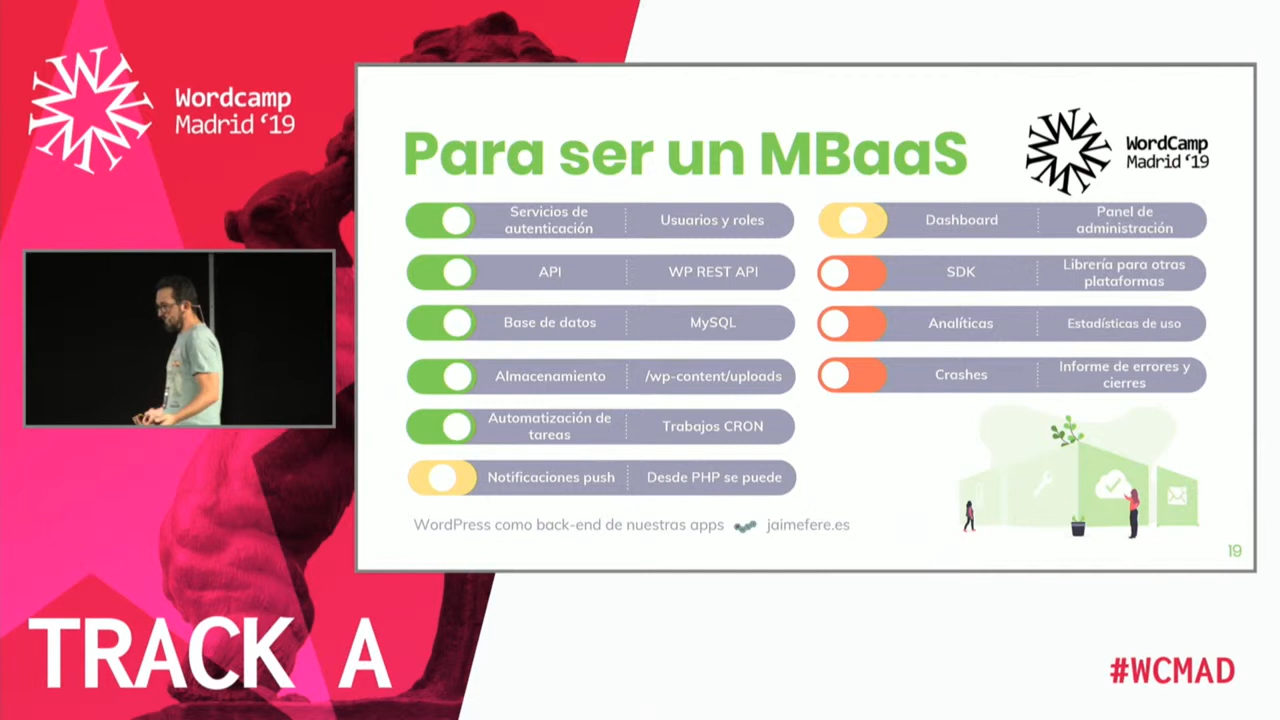 Wordcamp
Madrid ‘19
Para ser un MBaaS
WordCamp
Madrid ‘19
Servicios de
autenticación
Usuarios y roles
API
WP REST API
Base de datos
MySQL
Almacenamiento
/wp-content/uploads
Automatización de
tareas
Trabajos CRON
Notificaciones push
Desde PHP se puede
Dashboard
Panel de
administración
SDK
Librería para otras
plataformas
Analíticas
Estadísticas de uso
Crashes
Informe de errores y
cierres
WordPress como back-end de nuestras apps
jaimefere.es
19
TRACK A
#WCMAD